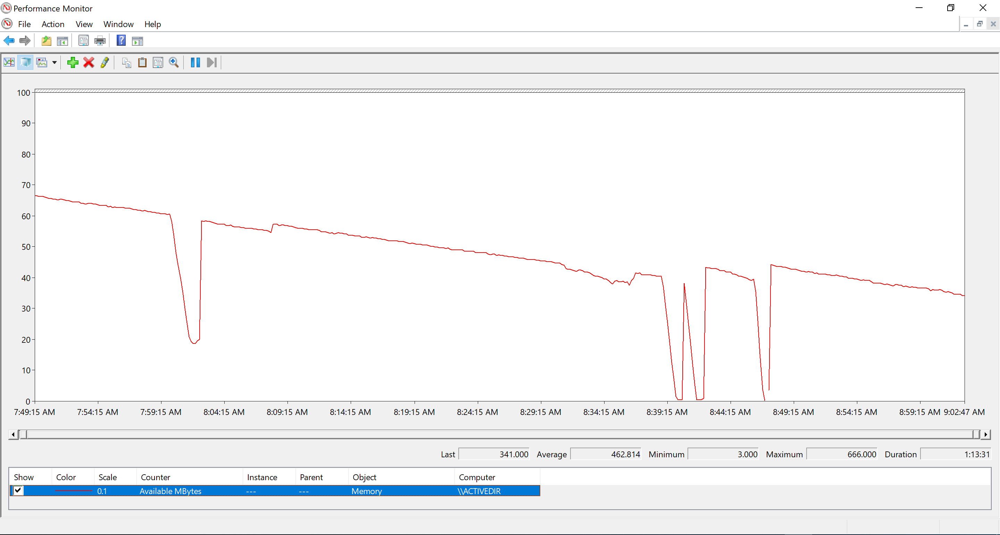 Performance Monitor
File Action View Window Help
100
90
80
70
60
50
40
30
20
10
0
7:49:15 AM 7:54:15 AM 7:59:15 AM 8:04:15 AM 8:09:15 AM 8:14:15 AM 8:19:15 AM 8:24:15 AM 8:29:15 AM 8:34:15 AM 8:39:15 AM 8:44:15 AM 8:49:15 AM 8:54:15 AM 8:59:15 AM 9:02:47 AM
Last 341.000 Average 462.814 Minimum 3.000 Maximum 666.000 Duration 1:13:31
Show Color Scale Counter Instance Parent Object Computer
0.1 Available MBytes --- --- Memory \\ACTIVEDIR